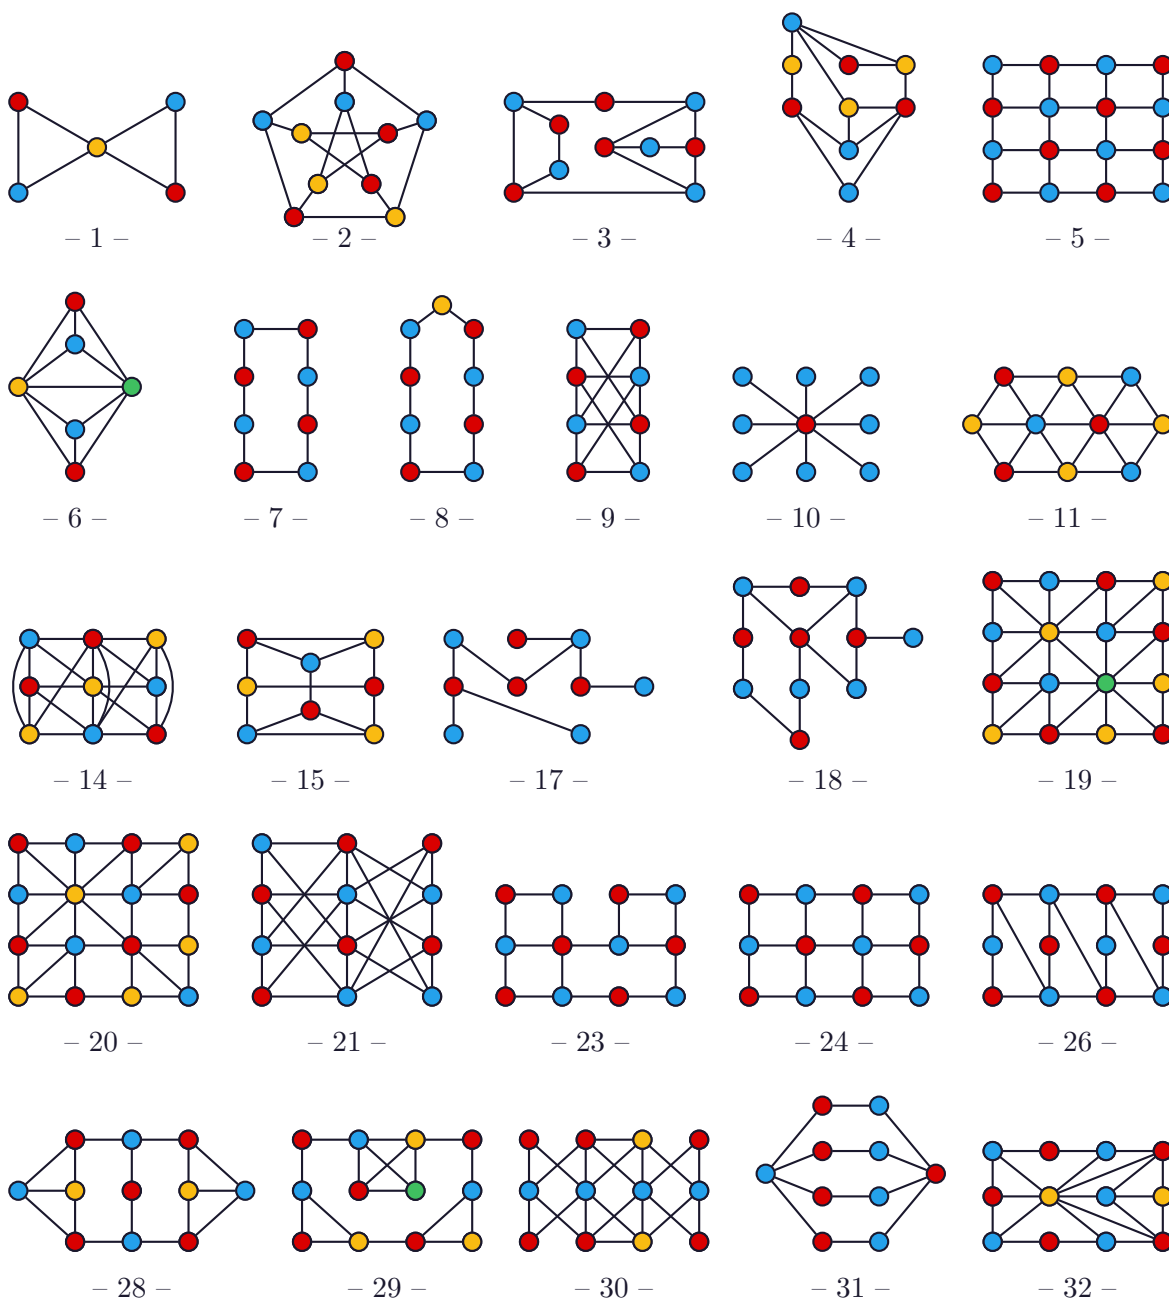 – 1 – – 2 – – 3 – – 4 – – 5 –
– 6 – – 7 – – 8 – – 9 – – 10 – – 11 –
– 14 – – 15 – – 17 – – 18 – – 19 –
– 20 – – 21 – – 23 – – 24 – – 26 –
– 28 – – 29 – – 30 – – 31 – – 32 –